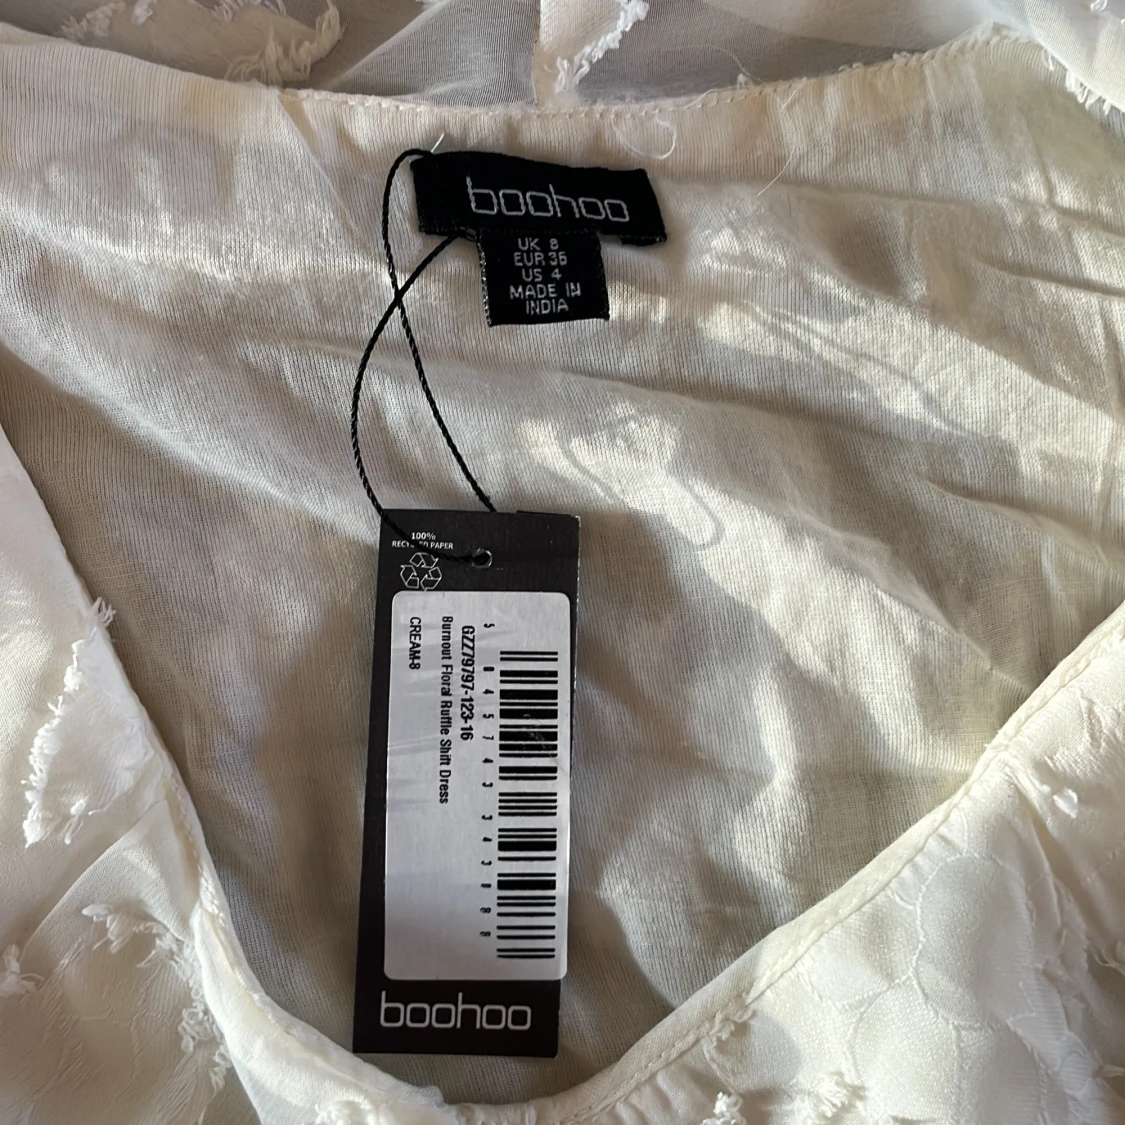 boohoo
UK 8
EUR 36
US 4
MADE IN
INDIA
100%
RECYCLED PAPER
5 045743 343088
GZZ79797-123-16
Burnout Floral Ruffle Shift Dress
CREAM-8
boohoo